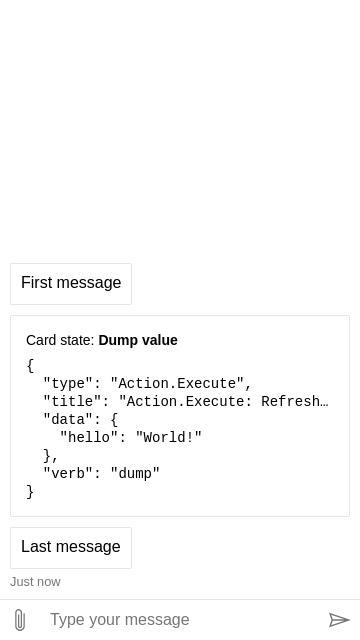 First message
Card state: Dump value
{
  "type": "Action.Execute",
  "title": "Action.Execute: Refresh…
  "data": {
    "hello": "World!"
  },
  "verb": "dump"
}
Last message
Just now
Type your message